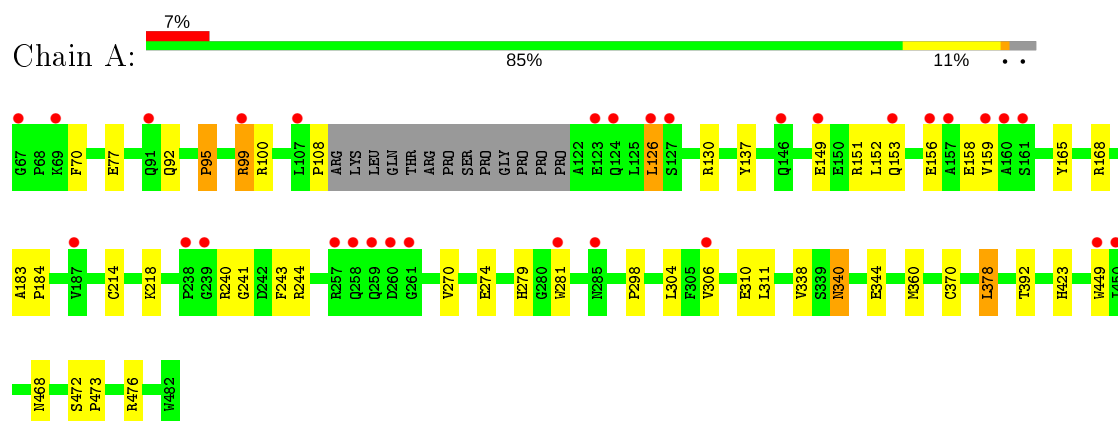 7%
Chain A:
85% 11% • •
G67 P68 K69 F70 E77 Q91 Q92 P95 R99 R100 L107 P108 ARG LYS LEU GLN THR ARG PRO SER PRO GLY PRO PRO PRO A122 E123 Q124 L125 L126 S127 R130 Y137 Q146 E149 E150 R151 L152 Q153 E156 A157 E158 V159 A160 S161 Y165 R168
A183 P184 V187 C214 K218 P238 G239 R240 G241 D242 F243 R244 R257 Q258 Q259 D260 G261 V270 E274 H279 G280 W281 N285 P298 L304 F305 V306 E310 L311 V338 S339 N340 E344 M360 C370 L378 T392 H423 W449
N468 S472 P473 R476 W482